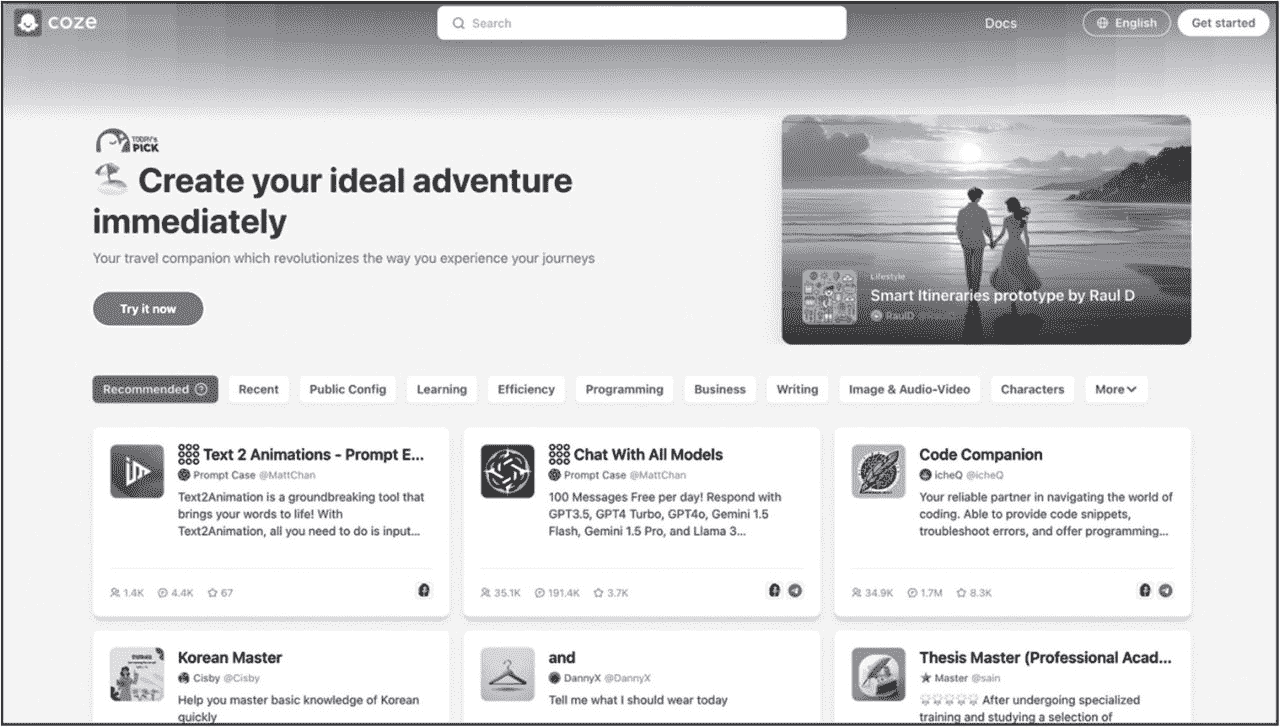 coze
Search
Docs
English
Get started
TODAY's
PICK
Create your ideal adventure
immediately
Your travel companion which revolutionizes the way you experience your journeys
Try it now
Lifestyle
Smart Itineraries prototype by Raul D
RaulD
Recommended
Recent
Public Config
Learning
Efficiency
Programming
Business
Writing
Image & Audio-Video
Characters
More
Text 2 Animations - Prompt E...
Prompt Case @MattChan
Text2Animation is a groundbreaking tool that
brings your words to life! With
Text2Animation, all you need to do is input...
1.4K 4.4K 67
Chat With All Models
Prompt Case @MattChan
100 Messages Free per day! Respond with
GPT3.5, GPT4 Turbo, GPT4o, Gemini 1.5
Flash, Gemini 1.5 Pro, and Llama 3...
35.1K 191.4K 3.7K
Code Companion
icheQ @icheQ
Your reliable partner in navigating the world of
coding. Able to provide code snippets,
troubleshoot errors, and offer programming...
34.9K 1.7M 8.3K
Korean Master
Cisby @Cisby
Help you master basic knowledge of Korean
quickly
and
DannyX @DannyX
Tell me what I should wear today
Thesis Master (Professional Acad...
Master @sain
After undergoing specialized
training and studying a selection of